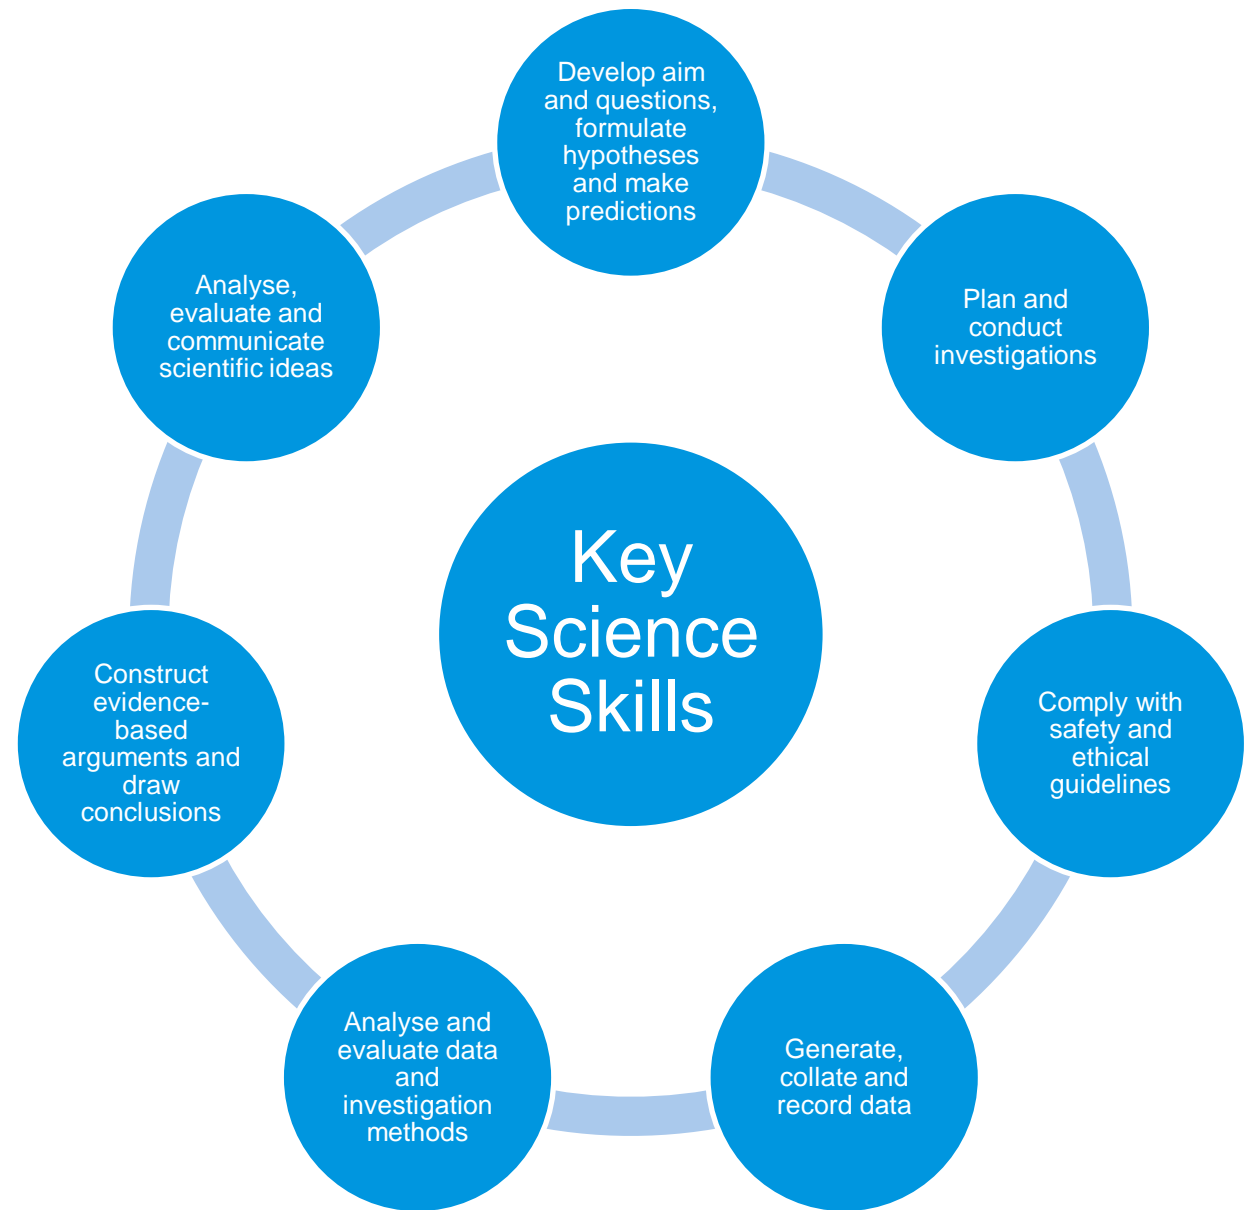 Develop aim
and questions,
formulate
hypotheses
and make
predictions
Plan and
conduct
investigations
Comply with
safety and
ethical
guidelines
Generate,
collate and
record data
Analyse and
evaluate data
and
investigation
methods
Construct
evidence-
based
arguments and
draw
conclusions
Analyse,
evaluate and
communicate
scientific ideas
Key
Science
Skills